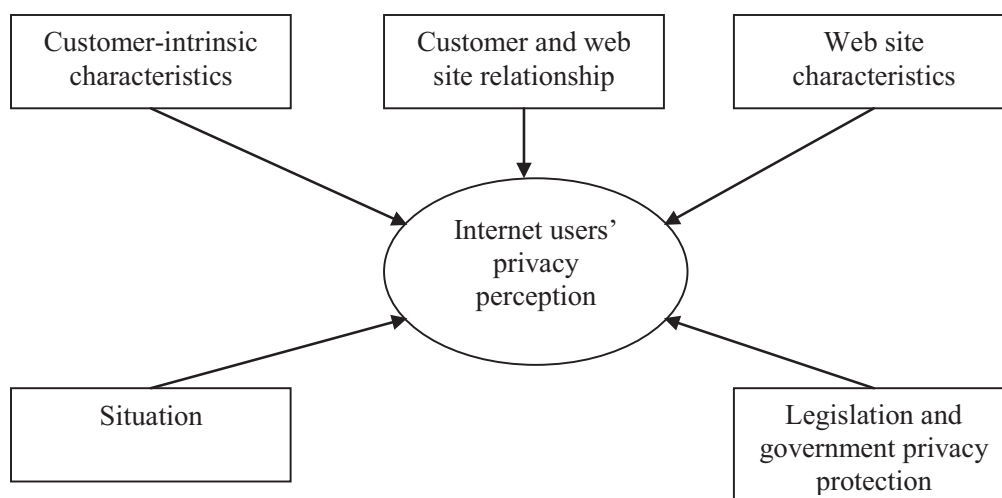 Customer-intrinsic
characteristics
Customer and web
site relationship
Web site
characteristics
Internet users’
privacy
perception
Situation
Legislation and
government privacy
protection